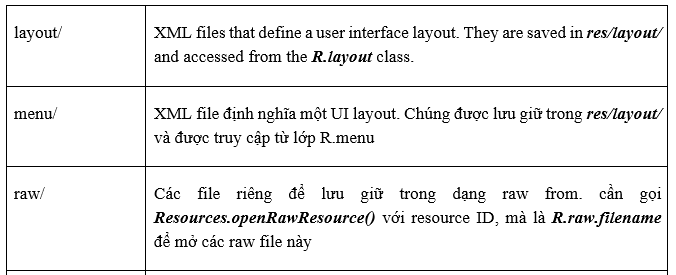 layout/
XML files that define a user interface layout. They are saved in res/layout/
and accessed from the R.layout class.
menu/
XML file định nghĩa một UI layout. Chúng được lưu giữ trong res/layout/
và được truy cập từ lớp R.menu
raw/
Các file riêng để lưu giữ trong dạng raw from. cần gọi
Resources.openRawResource() với resource ID, mà là R.raw.filename
để mở các raw file này